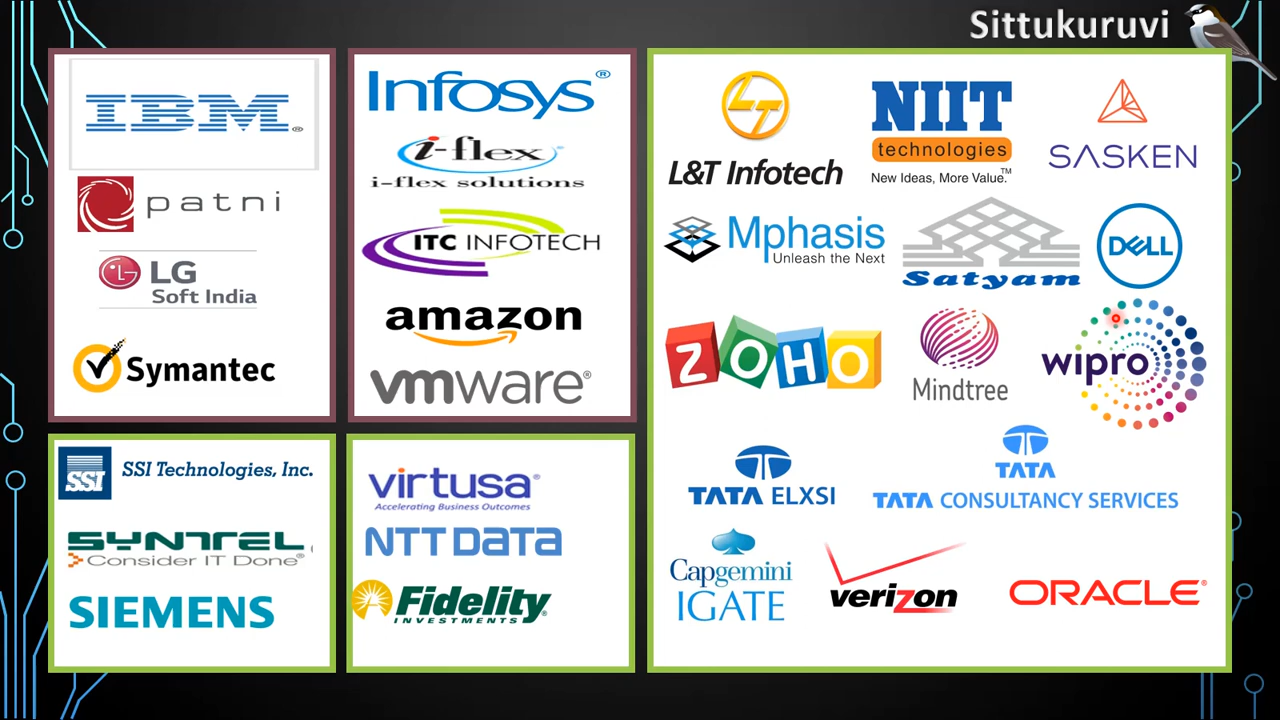 Sittukuruvi
IBM®
patni
LG
Soft India
Symantec
Infosys®
i-flex®
i-flex solutions
ITC INFOTECH
amazon
vmware®
LT
L&T Infotech
NIIT
technologies
New Ideas, More Value.™
SASKEN
Mphasis
Unleash the Next
Satyam
DELL
ZOHO
Mindtree
wipro
TATA ELXSI
TATA
TATA CONSULTANCY SERVICES
Capgemini
IGATE
verizon
ORACLE®
SSI
SSI Technologies, Inc.
SYNTEL
Consider IT Done®
SIEMENS
virtusa®
Accelerating Business Outcomes
NTT DATA
Fidelity
INVESTMENTS